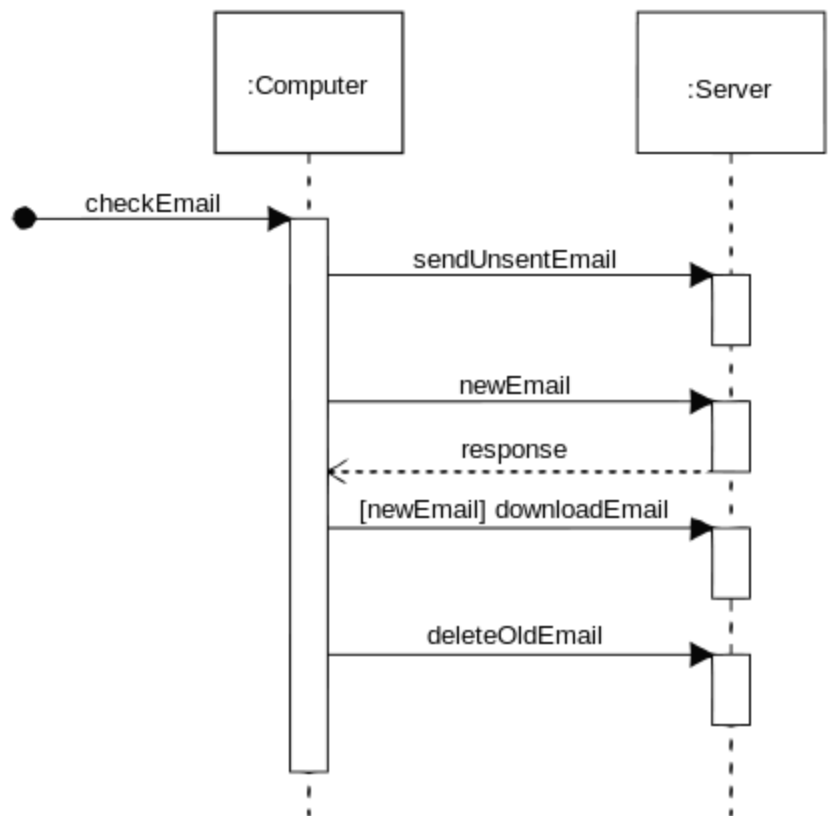 :Computer
:Server
checkEmail
sendUnsentEmail
newEmail
response
[newEmail] downloadEmail
deleteOldEmail